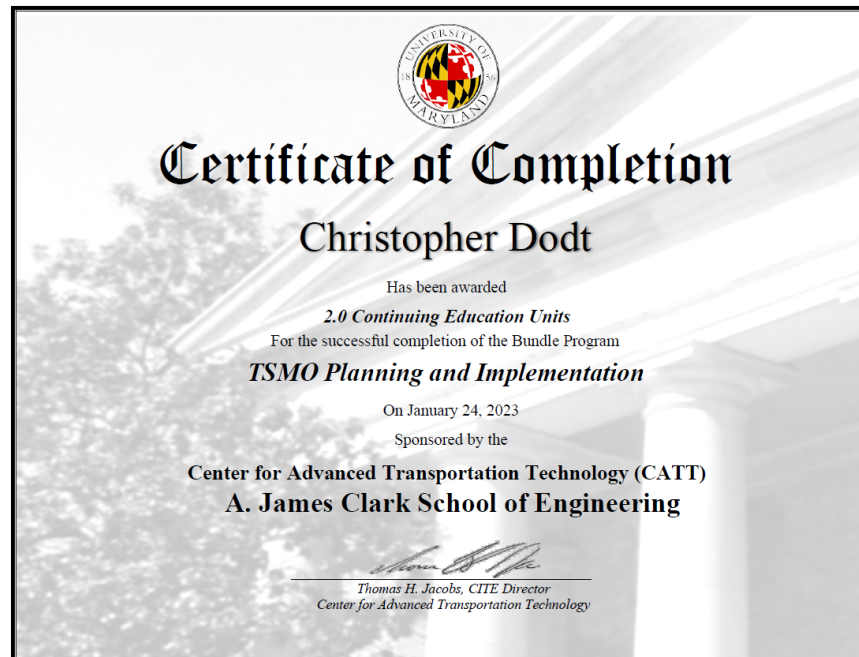 UNIVERSITY OF
18 56
MARYLAND
Certificate of Completion
Christopher Dodt
Has been awarded
2.0 Continuing Education Units
For the successful completion of the Bundle Program
TSMO Planning and Implementation
On January 24, 2023
Sponsored by the
Center for Advanced Transportation Technology (CATT)
A. James Clark School of Engineering
Thomas H. Jacobs, CITE Director
Center for Advanced Transportation Technology